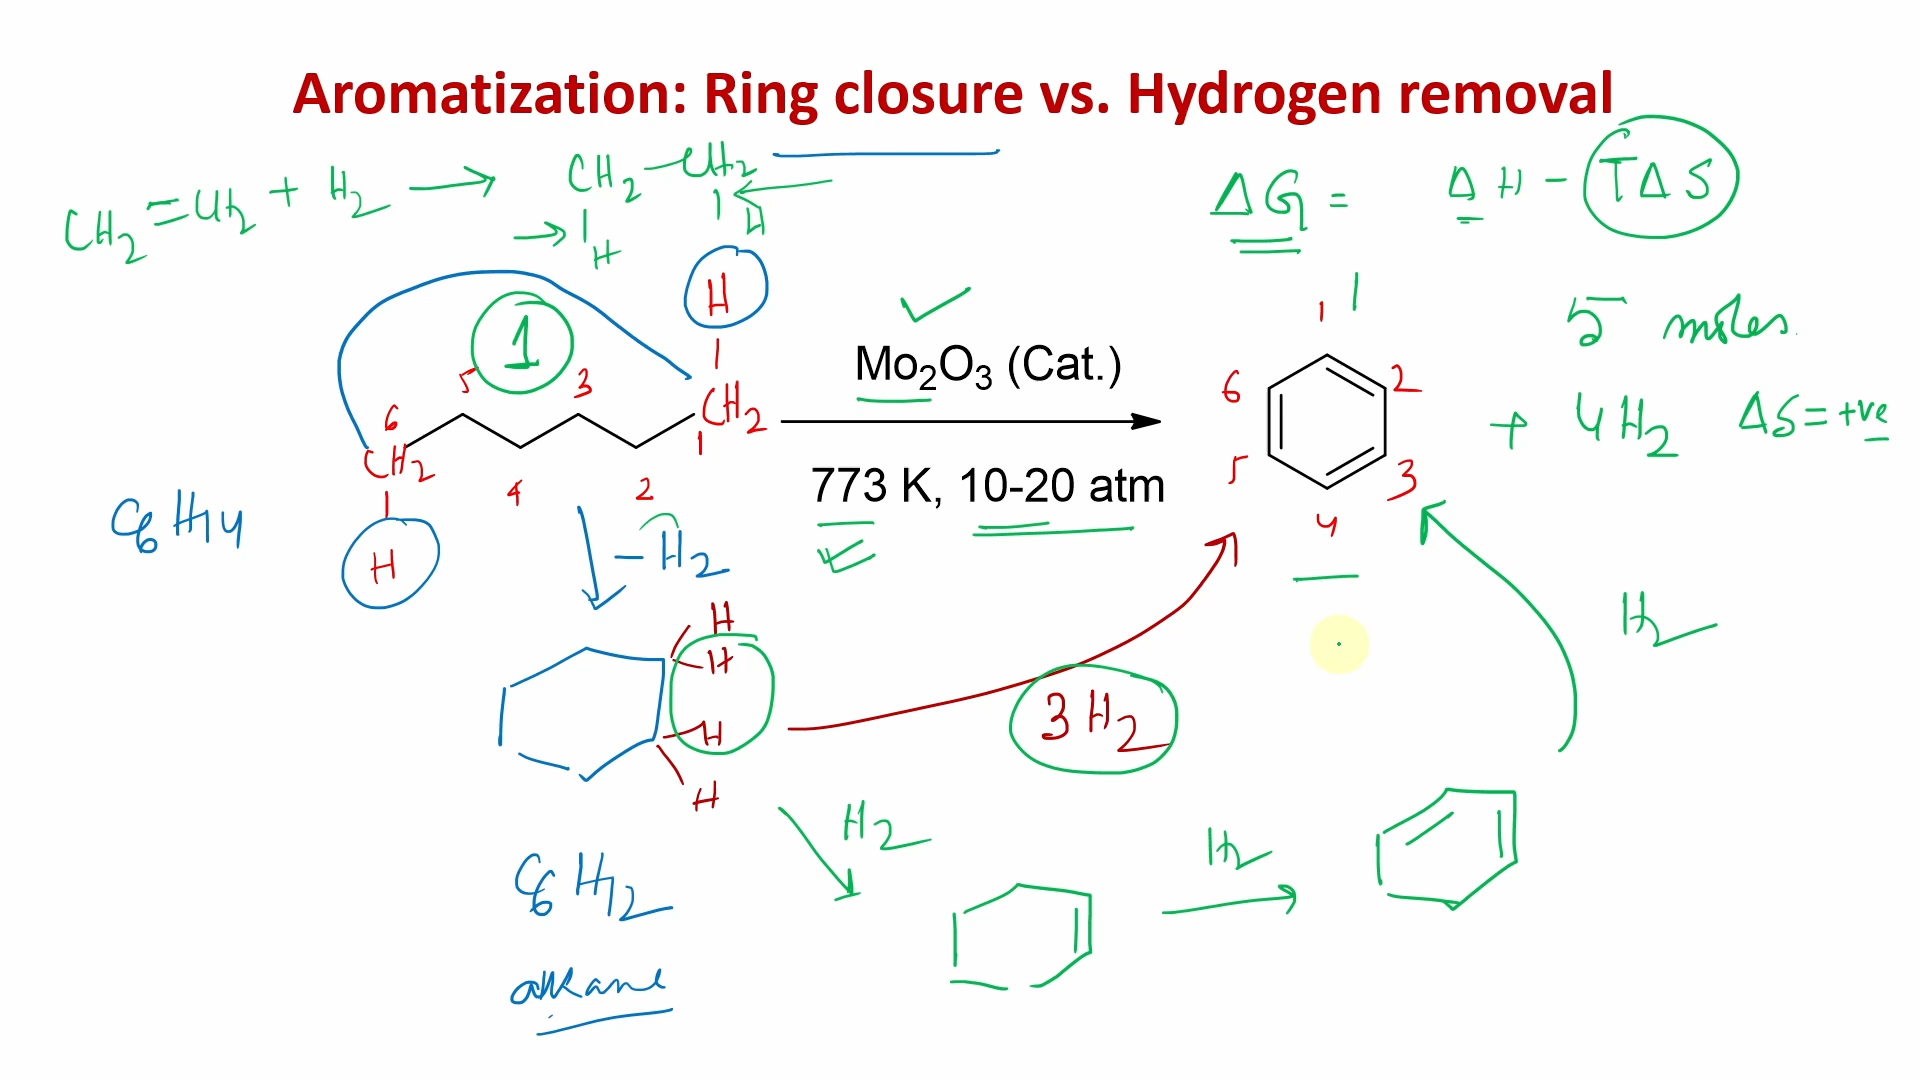 Aromatization: Ring closure vs. Hydrogen removal
CH2=CH2 + H2 → CH2-CH2
H H
ΔG = ΔH - TΔS
H
1
5 3
6
CH2
1
CH2
4 2
H
C6H14
-H2
Mo2O3 (Cat.)
773 K, 10-20 atm
1 1
6 2
5 3
4
5 moles
+ 4H2 ΔS = +ve
H
H
H
H
3H2
H2
H2
H2
C6H12
alkane